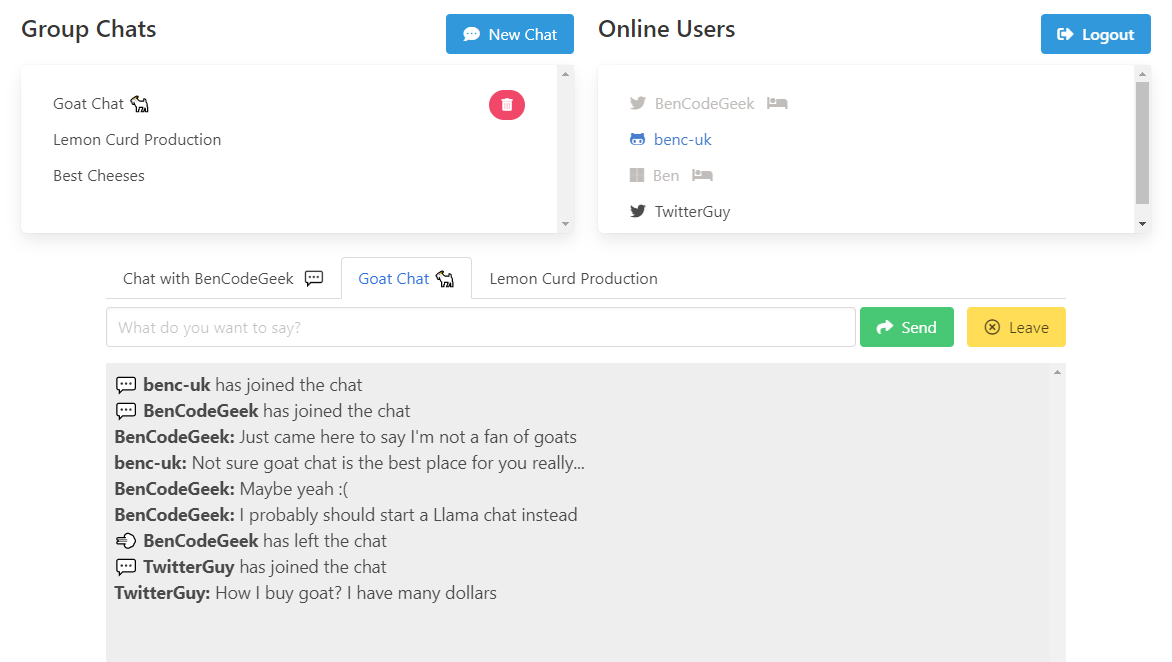 Group Chats
New Chat
Online Users
Logout
Goat Chat
Lemon Curd Production
Best Cheeses
BenCodeGeek
benc-uk
Ben
TwitterGuy
Chat with BenCodeGeek
Goat Chat
Lemon Curd Production
What do you want to say?
Send
Leave
benc-uk has joined the chat
BenCodeGeek has joined the chat
BenCodeGeek: Just came here to say I'm not a fan of goats
benc-uk: Not sure goat chat is the best place for you really...
BenCodeGeek: Maybe yeah :(
BenCodeGeek: I probably should start a Llama chat instead
BenCodeGeek has left the chat
TwitterGuy has joined the chat
TwitterGuy: How I buy goat? I have many dollars